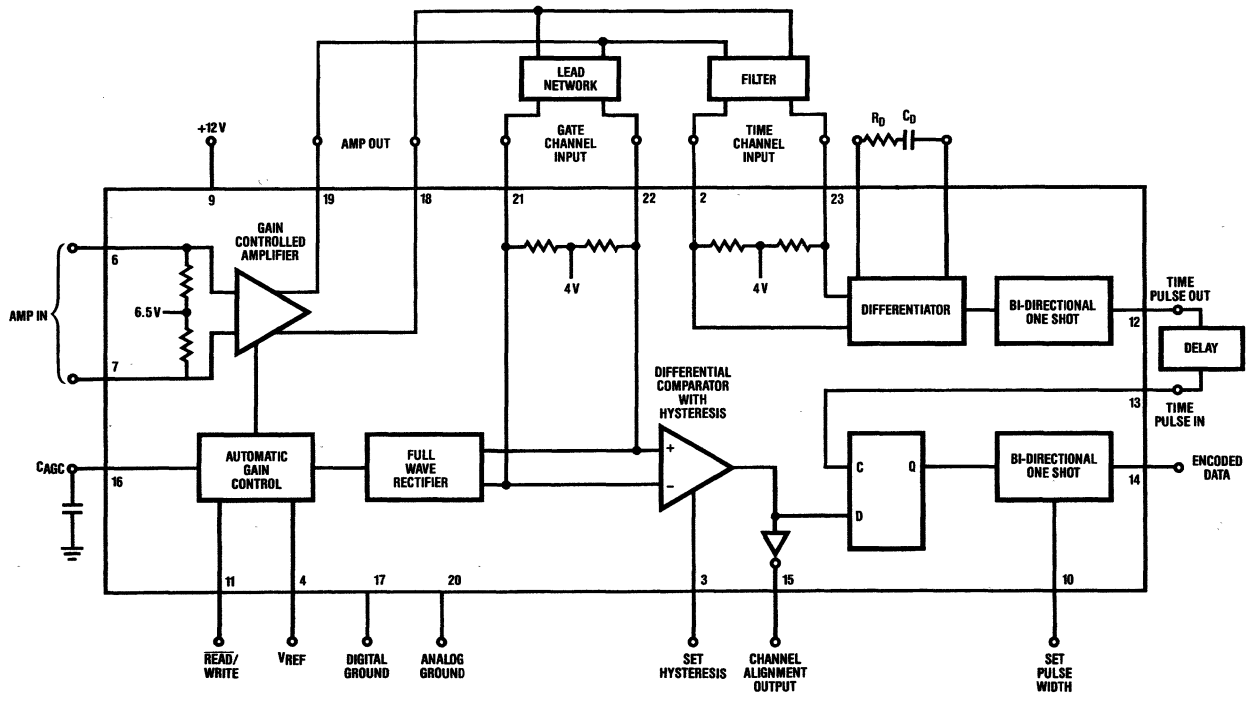 LEAD
NETWORK
FILTER
+12V
AMP OUT
GATE
CHANNEL
INPUT
TIME
CHANNEL
INPUT
RD
CD
9
19
18
21
22
2
23
GAIN
CONTROLLED
AMPLIFIER
6
6.5V
AMP IN
7
4V
4V
DIFFERENTIATOR
BI-DIRECTIONAL
ONE SHOT
TIME
PULSE OUT
12
DELAY
13
TIME
PULSE IN
DIFFERENTIAL
COMPARATOR
WITH
HYSTERESIS
CAGC
16
AUTOMATIC
GAIN
CONTROL
FULL
WAVE
RECTIFIER
+
−
C
Q
D
BI-DIRECTIONAL
ONE SHOT
14
ENCODED
DATA
11
4
17
20
3
15
10
READ/
WRITE
VREF
DIGITAL
GROUND
ANALOG
GROUND
SET
HYSTERESIS
CHANNEL
ALIGNMENT
OUTPUT
SET
PULSE
WIDTH